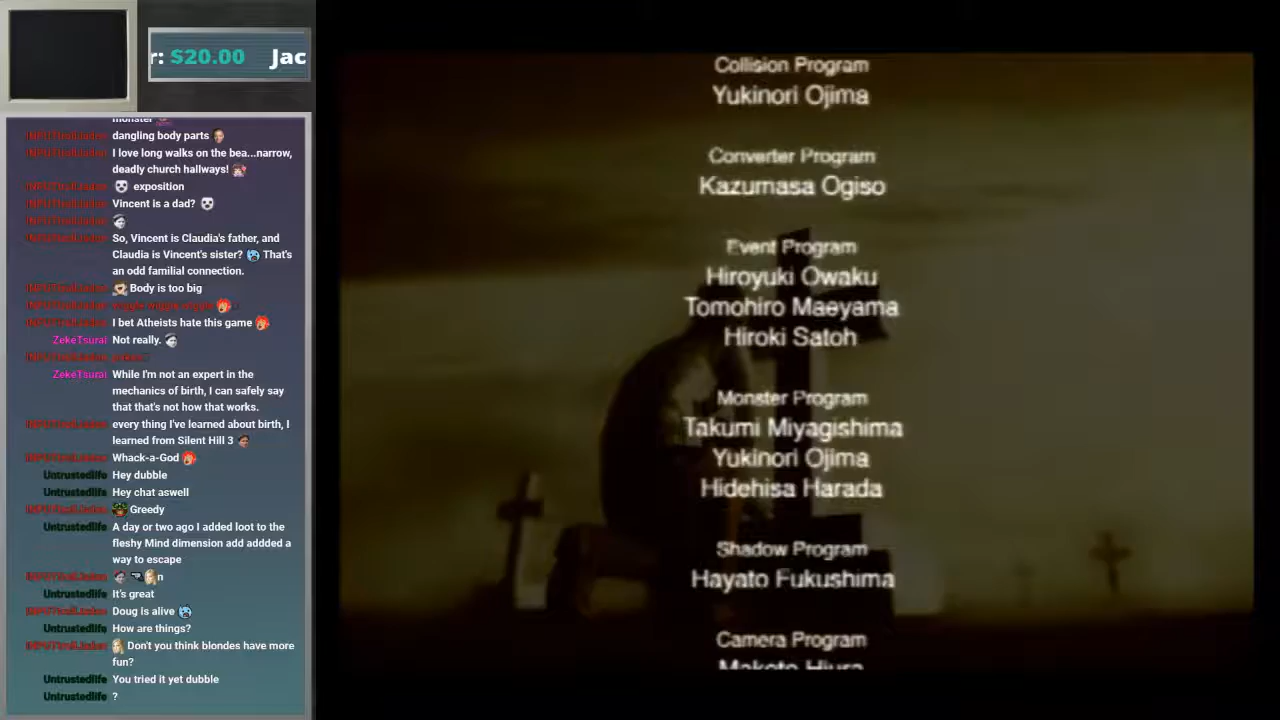 r: $20.00 Jac
monster
dangling body parts
I love long walks on the bea...narrow,
deadly church hallways!
exposition
Vincent is a dad?
So, Vincent is Claudia's father, and
Claudia is Vincent's sister? That's
an odd familial connection.
Body is too big
I bet Atheists hate this game
ZekeTsurai Not really.
ZekeTsurai While I'm not an expert in the
mechanics of birth, I can safely say
that that's not how that works.
every thing I've learned about birth, I
learned from Silent Hill 3
Whack-a-God
Untrustedlife Hey dubble
Untrustedlife Hey chat aswell
Greedy
Untrustedlife A day or two ago I added loot to the
fleshy Mind dimension add addded a
way to escape
n
Untrustedlife It's great
Doug is alive
Untrustedlife How are things?
Don't you think blondes have more
fun?
Untrustedlife You tried it yet dubble
Untrustedlife ?
Collision Program
Yukinori Ojima
Converter Program
Kazumasa Ogiso
Event Program
Hiroyuki Owaku
Tomohiro Maeyama
Hiroki Satoh
Monster Program
Takumi Miyagishima
Yukinori Ojima
Hidehisa Harada
Shadow Program
Hayato Fukushima
Camera Program
Makoto Hiura